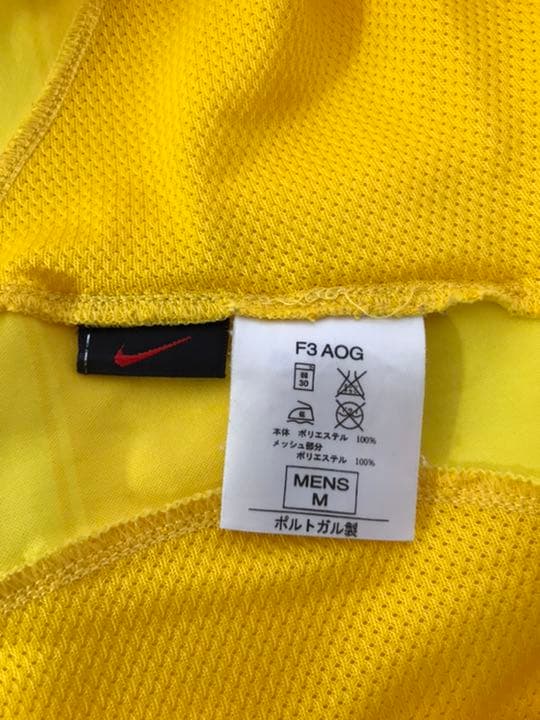 F3 AOG
弱
30
本体 ポリエステル 100%
メッシュ部分
ポリエステル 100%
MENS
M
ポルトガル製